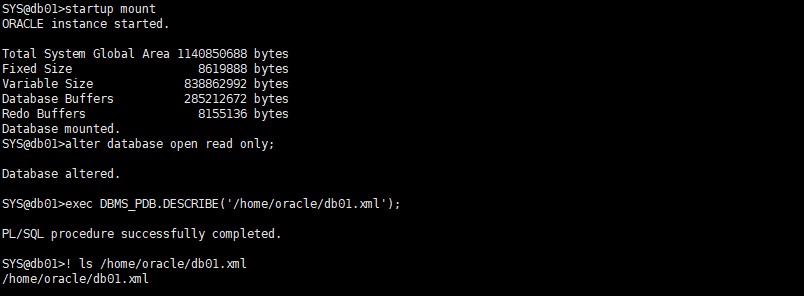 SYS@db01>startup mount
ORACLE instance started.
Total System Global Area 1140850688 bytes
Fixed Size 8619888 bytes
Variable Size 838862992 bytes
Database Buffers 285212672 bytes
Redo Buffers 8155136 bytes
Database mounted.
SYS@db01>alter database open read only;
Database altered.
SYS@db01>exec DBMS_PDB.DESCRIBE('/home/oracle/db01.xml');
PL/SQL procedure successfully completed.
SYS@db01>! ls /home/oracle/db01.xml
/home/oracle/db01.xml